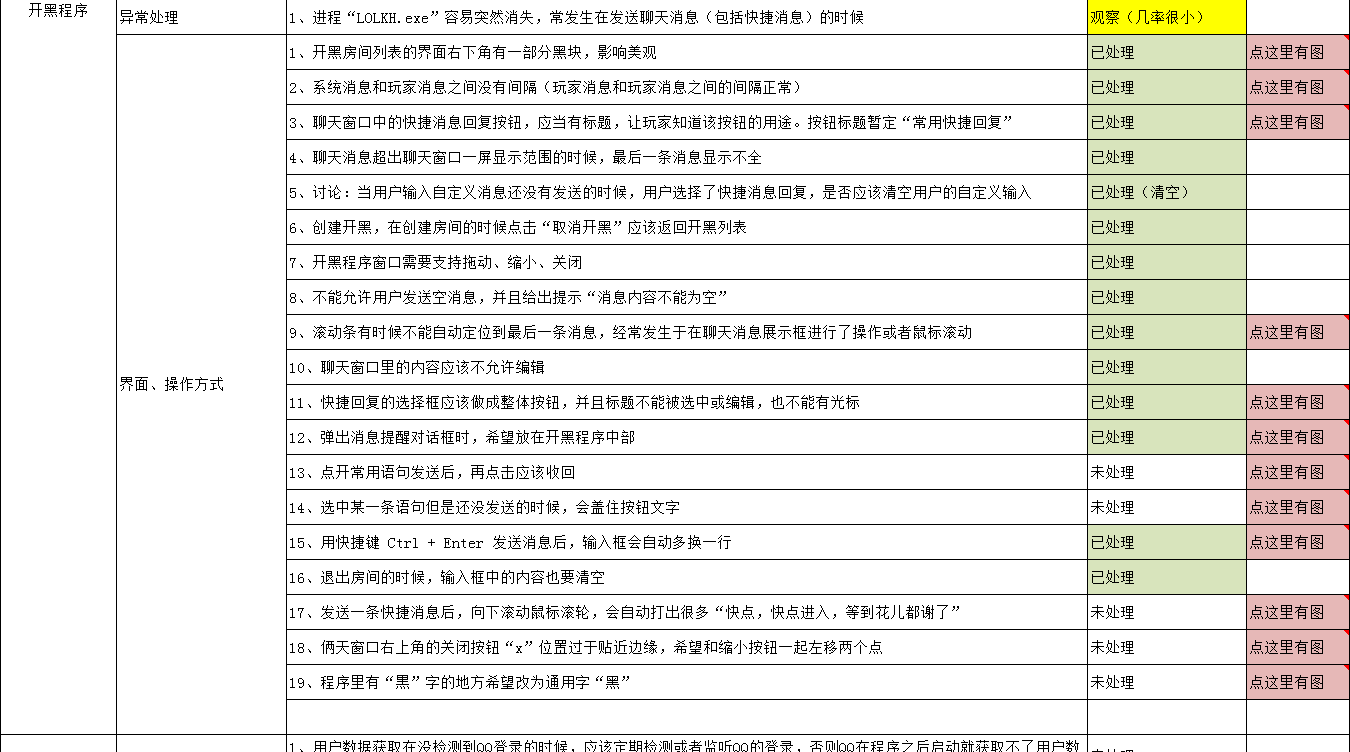 开黑程序
异常处理
1、进程“LOLKH.exe”容易突然消失，常发生在发送聊天消息（包括快捷消息）的时候
观察（几率很小）
界面、操作方式
1、开黑房间列表的界面右下角有一部分黑块，影响美观
已处理
点这里有图
2、系统消息和玩家消息之间没有间隔（玩家消息和玩家消息之间的间隔正常）
已处理
点这里有图
3、聊天窗口中的快捷消息回复按钮，应当有标题，让玩家知道该按钮的用途。按钮标题暂定“常用快捷回复”
已处理
点这里有图
4、聊天消息超出聊天窗口一屏显示范围的时候，最后一条消息显示不全
已处理
5、讨论：当用户输入自定义消息还没有发送的时候，用户选择了快捷消息回复，是否应该清空用户的自定义输入
已处理（清空）
6、创建开黑，在创建房间的时候点击“取消开黑”应该返回开黑列表
已处理
7、开黑程序窗口需要支持拖动、缩小、关闭
已处理
8、不能允许用户发送空消息，并且给出提示“消息内容不能为空”
已处理
9、滚动条有时候不能自动定位到最后一条消息，经常发生于在聊天消息展示框进行了操作或者鼠标滚动
已处理
点这里有图
10、聊天窗口里的内容应该不允许编辑
已处理
11、快捷回复的选择框应该做成整体按钮，并且标题不能被选中或编辑，也不能有光标
已处理
点这里有图
12、弹出消息提醒对话框时，希望放在开黑程序中部
已处理
点这里有图
13、点开常用语句发送后，再点击应该收回
未处理
点这里有图
14、选中某一条语句但是还没发送的时候，会盖住按钮文字
未处理
点这里有图
15、用快捷键 Ctrl + Enter 发送消息后，输入框会自动多换一行
已处理
点这里有图
16、退出房间的时候，输入框中的内容也要清空
已处理
17、发送一条快捷消息后，向下滚动鼠标滚轮，会自动打出很多“快点，快点进入，等到花儿都谢了”
未处理
点这里有图
18、俩天窗口右上角的关闭按钮“x”位置过于贴近边缘，希望和缩小按钮一起左移两个点
未处理
点这里有图
19、程序里有“黒”字的地方希望改为通用字“黑”
未处理
点这里有图
1、用户数据获取在没检测到QQ登录的时候，应该定期检测或者监听QQ的登录，否则QQ在程序之后启动就获取不了用户数
未处理